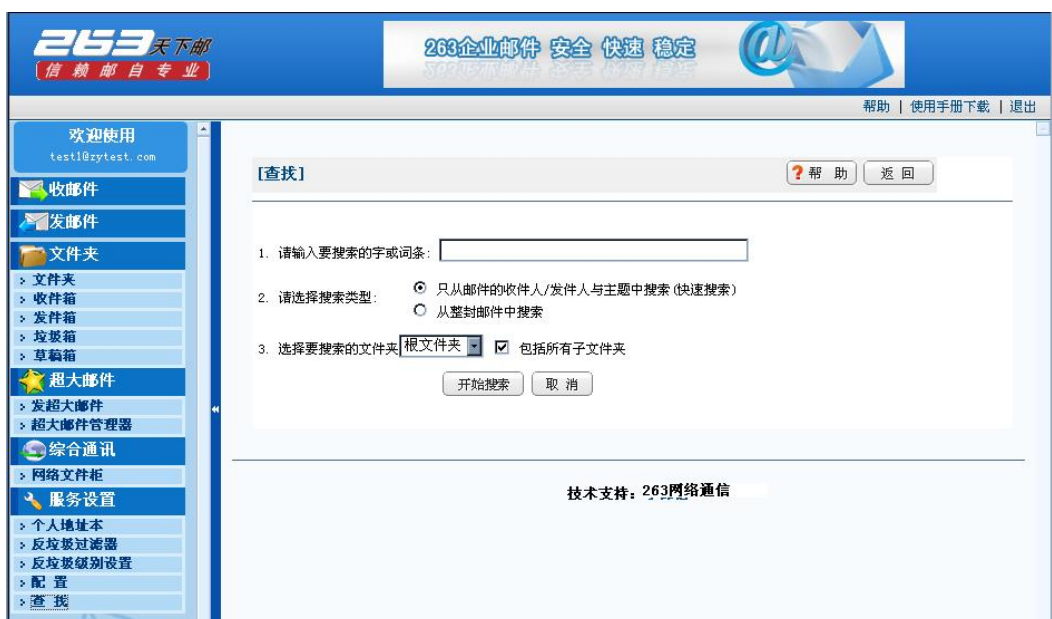 263天下邮
信赖邮自专业
263企业邮件 安全 快速 稳定
帮助 | 使用手册下载 | 退出
欢迎使用
test1@zytest.com
收邮件
发邮件
文件夹
文件夹
收件箱
发件箱
垃圾箱
草稿箱
超大邮件
发超大邮件
超大邮件管理器
综合通讯
网络文件柜
服务设置
个人地址本
反垃圾过滤器
反垃圾级别设置
配 置
查 找
[查找]
?帮 助 返 回
1. 请输入要搜索的字或词条:
2. 请选择搜索类型:
只从邮件的收件人/发件人与主题中搜索(快速搜索)
从整封邮件中搜索
3. 选择要搜索的文件夹 根文件夹 包括所有子文件夹
开始搜索 取 消
技术支持：263网络通信